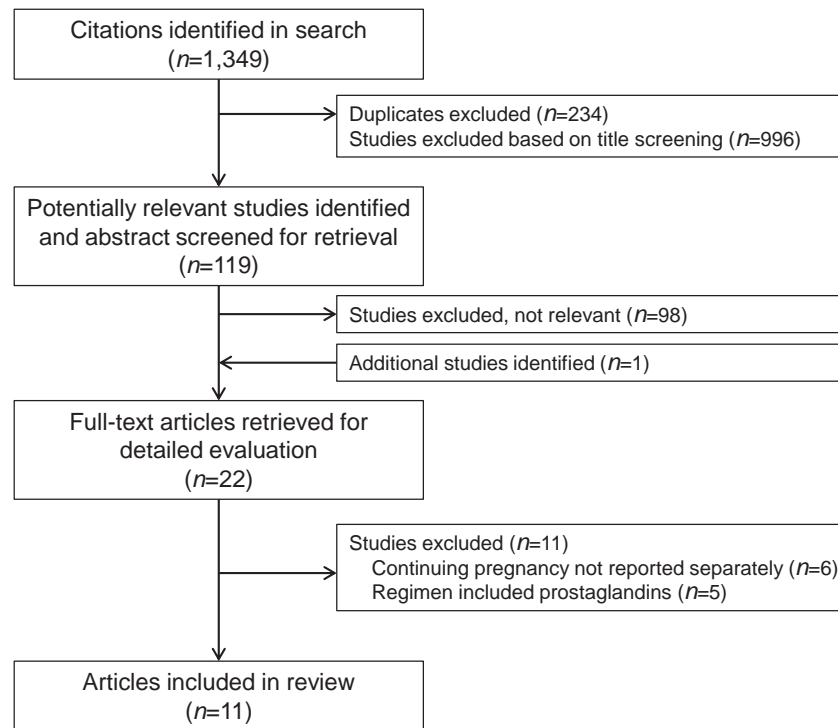 Citations identified in search
(n=1,349)
Duplicates excluded (n=234)
Studies excluded based on title screening (n=996)
Potentially relevant studies identified
and abstract screened for retrieval
(n=119)
Studies excluded, not relevant (n=98)
Additional studies identified (n=1)
Full-text articles retrieved for
detailed evaluation
(n=22)
Studies excluded (n=11)
Continuing pregnancy not reported separately (n=6)
Regimen included prostaglandins (n=5)
Articles included in review
(n=11)